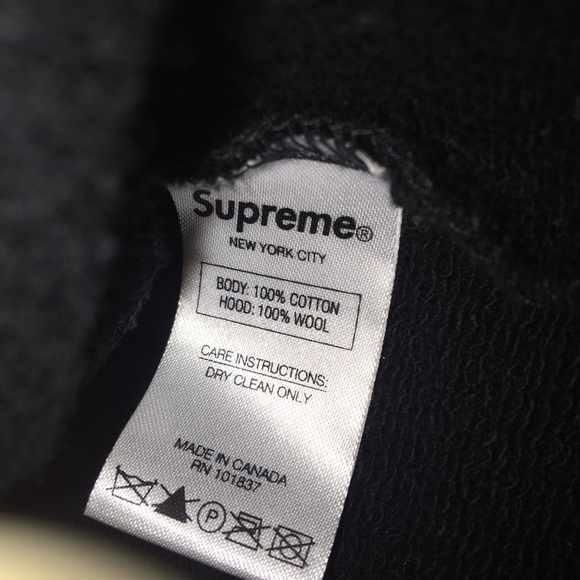 Supreme®
NEW YORK CITY
BODY: 100% COTTON
HOOD: 100% WOOL
CARE INSTRUCTIONS:
DRY CLEAN ONLY
MADE IN CANADA
RN 101837
P